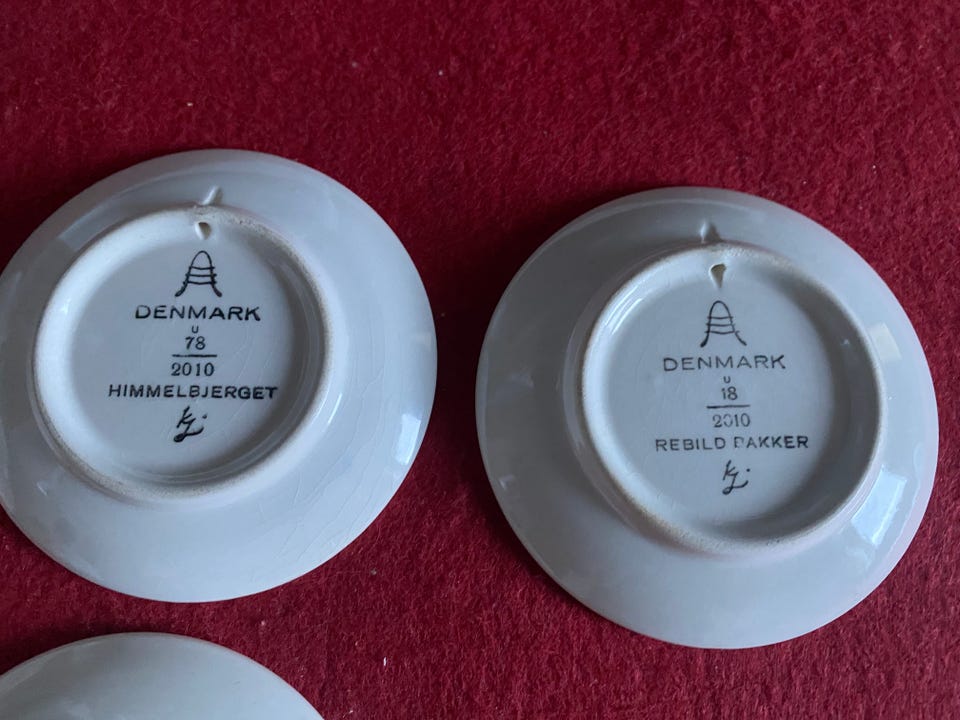 DENMARK
U
78
2010
HIMMELBJERGET
DENMARK
U
18
2010
REBILD BAKKER